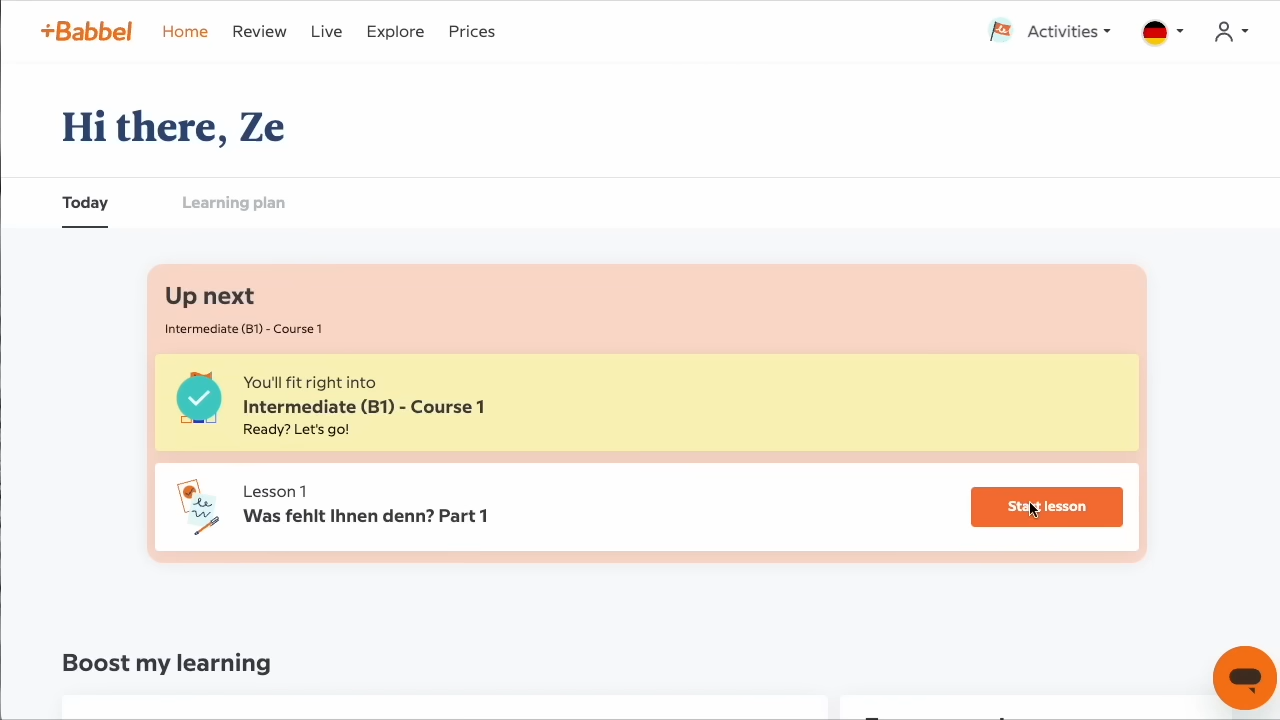 +Babbel Home Review Live Explore Prices Activities
Hi there, Ze
Today Learning plan
Up next
Intermediate (B1) - Course 1
You'll fit right into
Intermediate (B1) - Course 1
Ready? Let's go!
Lesson 1
Was fehlt Ihnen denn? Part 1
Start lesson
Boost my learning